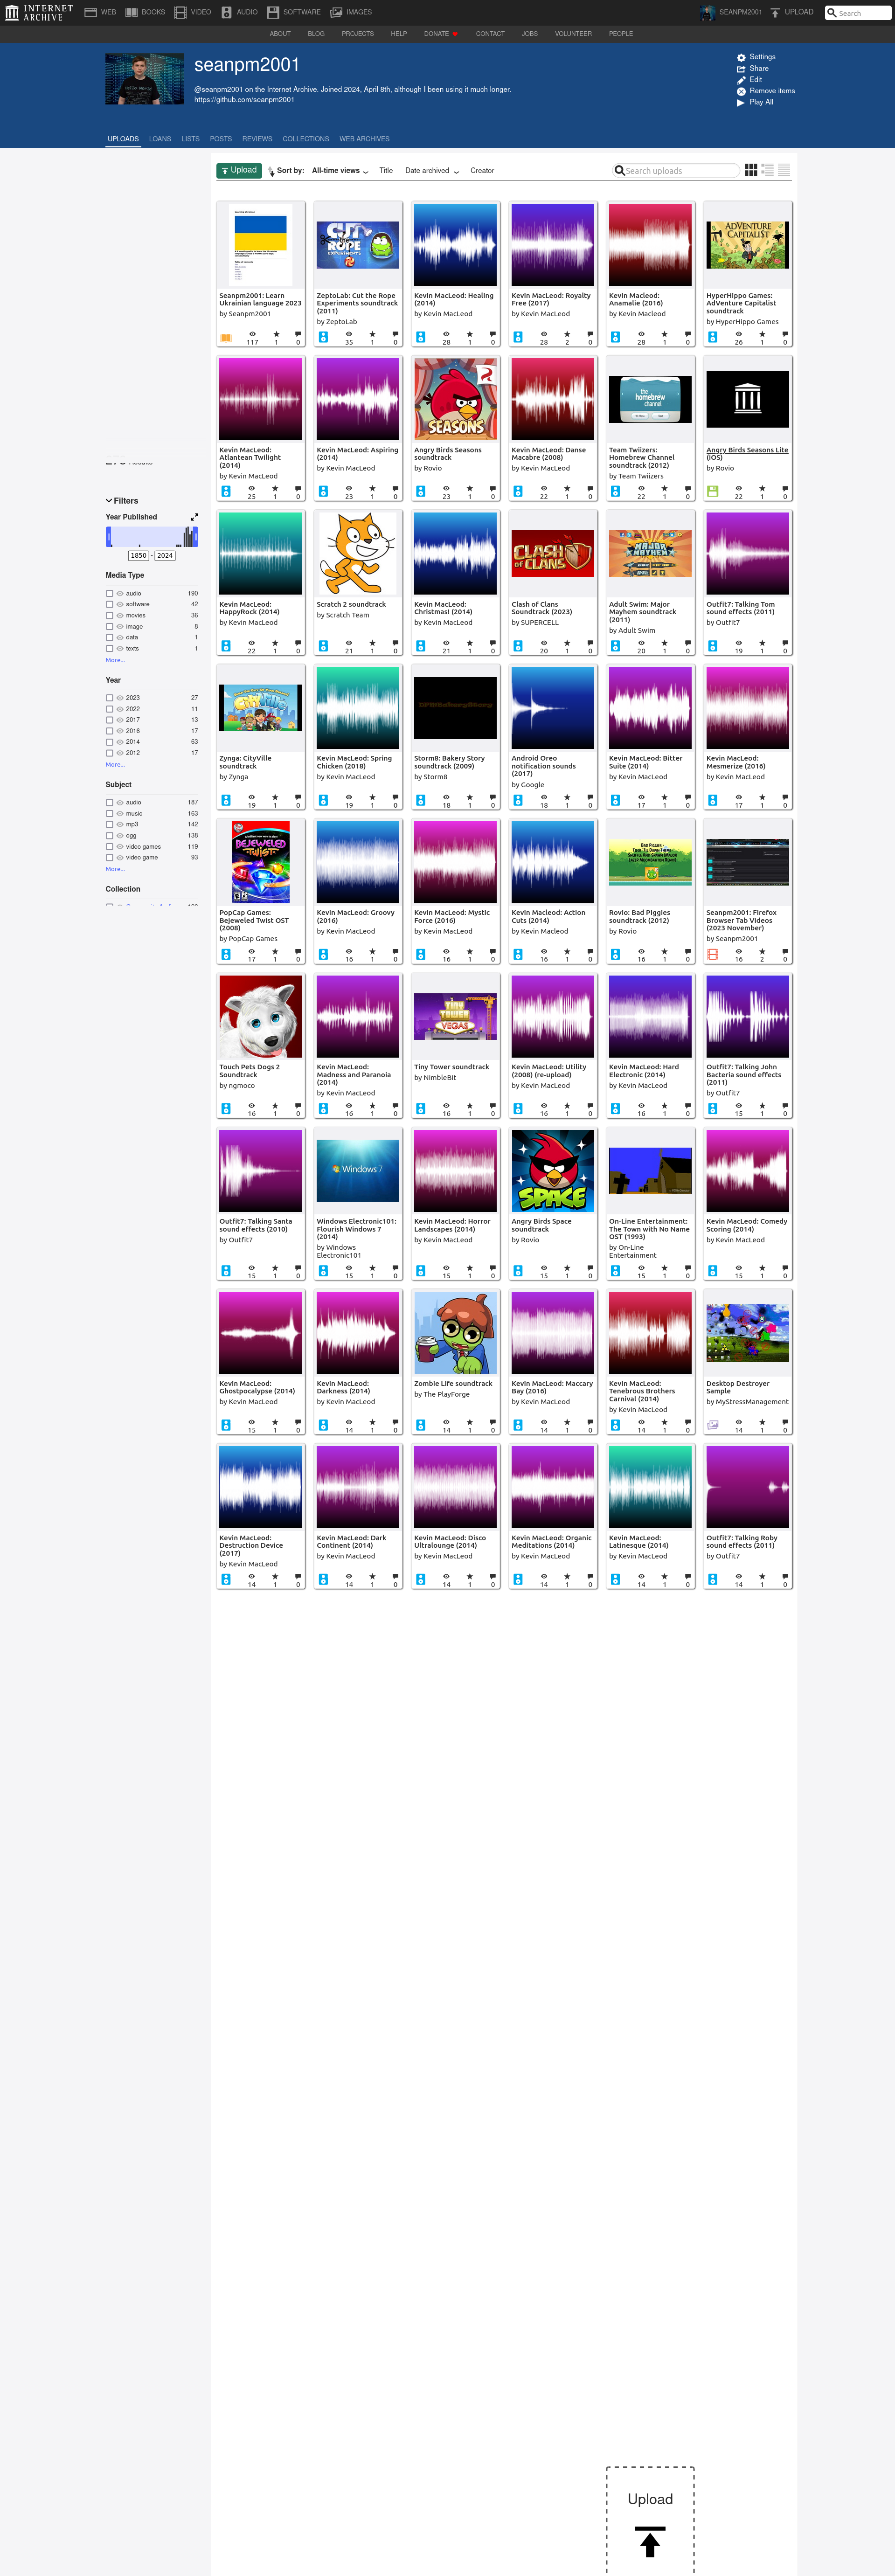 INTERNET ARCHIVE
WEB BOOKS VIDEO AUDIO SOFTWARE IMAGES SEANPM2001 UPLOAD Search
ABOUT BLOG PROJECTS HELP DONATE CONTACT JOBS VOLUNTEER PEOPLE
seanpm2001
@seanpm2001 on the Internet Archive. Joined 2024, April 8th, although I been using it much longer.
https://github.com/seanpm2001
Settings
Share
Edit
Remove items
Play All
UPLOADS LOANS LISTS POSTS REVIEWS COLLECTIONS WEB ARCHIVES
Upload Sort by: All-time views Title Date archived Creator Search uploads
Filters
Year Published
1850 - 2024
Media Type
audio 190
software 42
movies 36
image 8
data 1
texts 1
More...
Year
2023 27
2022 11
2017 13
2016 17
2014 63
2012 17
More...
Subject
audio 187
music 163
mp3 142
ogg 138
video games 119
video game 93
More...
Collection
Seanpm2001: Learn
Ukrainian language 2023
by Seanpm2001
117 1 0
CUT THE ROPE EXPERIMENTS
ZeptoLab: Cut the Rope
Experiments soundtrack
(2011)
by ZeptoLab
35 1 0
Kevin MacLeod: Healing
(2014)
by Kevin MacLeod
28 1 0
Kevin MacLeod: Royalty
Free (2017)
by Kevin MacLeod
28 2 0
Kevin Macleod:
Anamalie (2016)
by Kevin Macleod
28 1 0
ADVENTURE CAPITALIST
HyperHippo Games:
AdVenture Capitalist
soundtrack
by HyperHippo Games
26 1 0
Kevin MacLeod:
Atlantean Twilight
(2014)
by Kevin MacLeod
25 1 0
Kevin MacLeod: Aspiring
(2014)
by Kevin MacLeod
23 1 0
SEASONS
Angry Birds Seasons
soundtrack
by Rovio
23 1 0
Kevin MacLeod: Danse
Macabre (2008)
by Kevin MacLeod
22 1 0
the homebrew channel
Team Twiizers:
Homebrew Channel
soundtrack (2012)
by Team Twiizers
22 1 0
Angry Birds Seasons Lite
(iOS)
by Rovio
22 1 0
Kevin MacLeod:
HappyRock (2014)
by Kevin MacLeod
22 1 0
Scratch 2 soundtrack
by Scratch Team
21 1 0
Kevin MacLeod:
Christmas! (2014)
by Kevin MacLeod
21 1 0
CLASH OF CLANS
Clash of Clans
Soundtrack (2023)
by SUPERCELL
20 1 0
MAJOR MAYHEM
Adult Swim: Major
Mayhem soundtrack
(2011)
by Adult Swim
20 1 0
Outfit7: Talking Tom
sound effects (2011)
by Outfit7
19 1 0
CityVille
Zynga: CityVille
soundtrack
by Zynga
19 1 0
Kevin MacLeod: Spring
Chicken (2018)
by Kevin MacLeod
19 1 0
Storm8: Bakery Story
soundtrack (2009)
by Storm8
18 1 0
Android Oreo
notification sounds
(2017)
by Google
18 1 0
Kevin MacLeod: Bitter
Suite (2014)
by Kevin MacLeod
17 1 0
Kevin MacLeod:
Mesmerize (2016)
by Kevin MacLeod
17 1 0
BEJEWELED TWIST
PopCap Games:
Bejeweled Twist OST
(2008)
by PopCap Games
17 1 0
Kevin MacLeod: Groovy
(2016)
by Kevin MacLeod
16 1 0
Kevin MacLeod: Mystic
Force (2016)
by Kevin MacLeod
16 1 0
Kevin Macleod: Action
Cuts (2014)
by Kevin Macleod
16 1 0
Rovio: Bad Piggies
soundtrack (2012)
by Rovio
16 1 0
Seanpm2001: Firefox
Browser Tab Videos
(2023 November)
by Seanpm2001
16 2 0
Touch Pets Dogs 2
Soundtrack
by ngmoco
16 1 0
Kevin MacLeod:
Madness and Paranoia
(2014)
by Kevin MacLeod
16 1 0
TINY TOWER VEGAS
Tiny Tower soundtrack
by NimbleBit
16 1 0
Kevin MacLeod: Utility
(2008) (re-upload)
by Kevin MacLeod
16 1 0
Kevin MacLeod: Hard
Electronic (2014)
by Kevin MacLeod
16 1 0
Outfit7: Talking John
Bacteria sound effects
(2011)
by Outfit7
15 1 0
Outfit7: Talking Santa
sound effects (2010)
by Outfit7
15 1 0
Windows 7
Windows Electronic101:
Flourish Windows 7
(2014)
by Windows
Electronic101
15 1 0
Kevin MacLeod: Horror
Landscapes (2014)
by Kevin MacLeod
15 1 0
SPACE
Angry Birds Space
soundtrack
by Rovio
15 1 0
On-Line Entertainment:
The Town with No Name
OST (1993)
by On-Line
Entertainment
15 1 0
Kevin MacLeod: Comedy
Scoring (2014)
by Kevin MacLeod
15 1 0
Kevin MacLeod:
Ghostpocalypse (2014)
by Kevin MacLeod
15 1 0
Kevin MacLeod:
Darkness (2014)
by Kevin MacLeod
14 1 0
Zombie Life soundtrack
by The PlayForge
14 1 0
Kevin MacLeod: Maccary
Bay (2016)
by Kevin MacLeod
14 1 0
Kevin MacLeod:
Tenebrous Brothers
Carnival (2014)
by Kevin MacLeod
14 1 0
Desktop Destroyer
Sample
by MyStressManagement
14 1 0
Kevin MacLeod:
Destruction Device
(2017)
by Kevin MacLeod
14 1 0
Kevin MacLeod: Dark
Continent (2014)
by Kevin MacLeod
14 1 0
Kevin MacLeod: Disco
Ultralounge (2014)
by Kevin MacLeod
14 1 0
Kevin MacLeod: Organic
Meditations (2014)
by Kevin MacLeod
14 1 0
Kevin MacLeod:
Latinesque (2014)
by Kevin MacLeod
14 1 0
Outfit7: Talking Roby
sound effects (2011)
by Outfit7
14 1 0
Upload